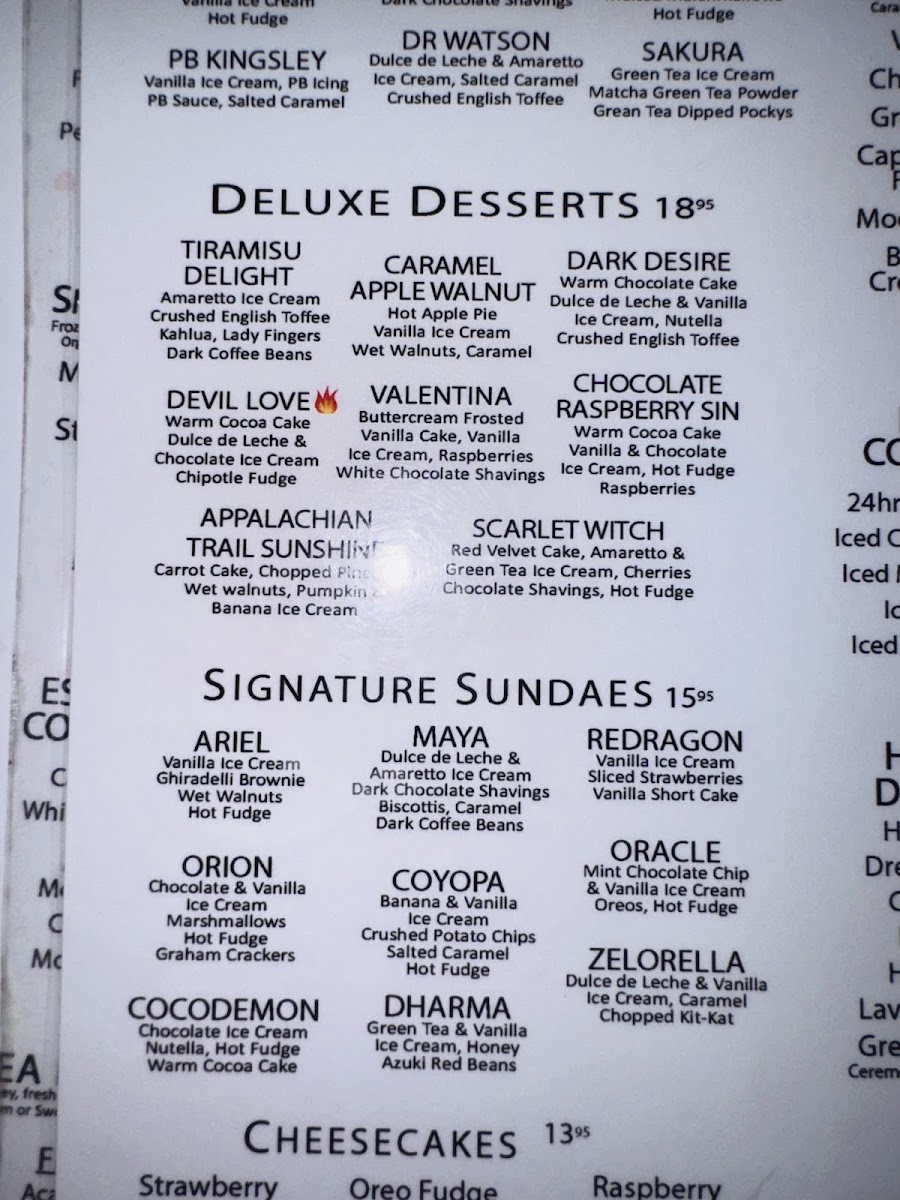 Vanilla Ice Cream
Hot Fudge
Dark Chocolate Shavings
Hot Fudge
PB KINGSLEY
Vanilla Ice Cream, PB Icing
PB Sauce, Salted Caramel
DR WATSON
Dulce de Leche & Amaretto
Ice Cream, Salted Caramel
Crushed English Toffee
SAKURA
Green Tea Ice Cream
Matcha Green Tea Powder
Grean Tea Dipped Pockys
DELUXE DESSERTS 18⁹⁵
TIRAMISU
DELIGHT
Amaretto Ice Cream
Crushed English Toffee
Kahlua, Lady Fingers
Dark Coffee Beans
CARAMEL
APPLE WALNUT
Hot Apple Pie
Vanilla Ice Cream
Wet Walnuts, Caramel
DARK DESIRE
Warm Chocolate Cake
Dulce de Leche & Vanilla
Ice Cream, Nutella
Crushed English Toffee
DEVIL LOVE🔥
Warm Cocoa Cake
Dulce de Leche &
Chocolate Ice Cream
Chipotle Fudge
VALENTINA
Buttercream Frosted
Vanilla Cake, Vanilla
Ice Cream, Raspberries
White Chocolate Shavings
CHOCOLATE
RASPBERRY SIN
Warm Cocoa Cake
Vanilla & Chocolate
Ice Cream, Hot Fudge
Raspberries
APPALACHIAN
TRAIL SUNSHINE
Carrot Cake, Chopped
Wet walnuts, Pumpkin
Banana Ice Cream
SCARLET WITCH
Red Velvet Cake, Amaretto &
Green Tea Ice Cream, Cherries
Chocolate Shavings, Hot Fudge
SIGNATURE SUNDAES 15⁹⁵
ARIEL
Vanilla Ice Cream
Ghiradelli Brownie
Wet Walnuts
Hot Fudge
MAYA
Dulce de Leche &
Amaretto Ice Cream
Dark Chocolate Shavings
Biscottis, Caramel
Dark Coffee Beans
REDRAGON
Vanilla Ice Cream
Sliced Strawberries
Vanilla Short Cake
ORION
Chocolate & Vanilla
Ice Cream
Marshmallows
Hot Fudge
Graham Crackers
COYOPA
Banana & Vanilla
Ice Cream
Crushed Potato Chips
Salted Caramel
Hot Fudge
ORACLE
Mint Chocolate Chip
& Vanilla Ice Cream
Oreos, Hot Fudge
ZELORELLA
Dulce de Leche & Vanilla
Ice Cream, Caramel
Chopped Kit-Kat
COCODEMON
Chocolate Ice Cream
Nutella, Hot Fudge
Warm Cocoa Cake
DHARMA
Green Tea & Vanilla
Ice Cream, Honey
Azuki Red Beans
CHEESECAKES 13⁹⁵
Strawberry
Oreo Fudge
Raspberry
24hr
Iced
Iced
Iced